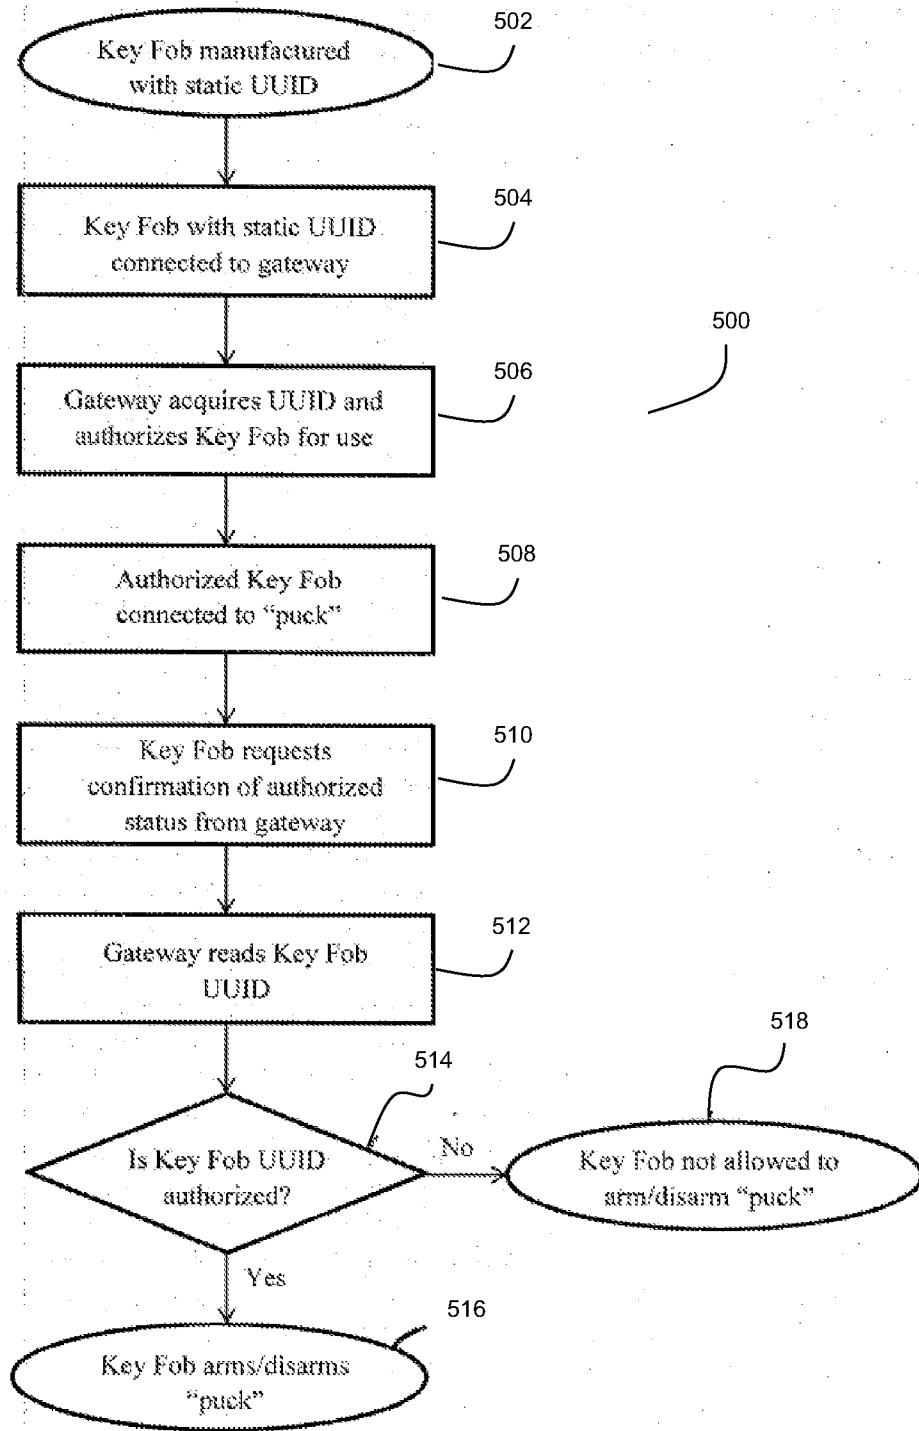 502
Key Fob manufactured
with static UUID
504
Key Fob with static UUID
connected to gateway
500
506
Gateway acquires UUID and
authorizes Key Fob for use
508
Authorized Key Fob
connected to “puck”
510
Key Fob requests
confirmation of authorized
status from gateway
512
Gateway reads Key Fob
UUID
518
514
Is Key Fob UUID
authorized?
No
Key Fob not allowed to
arm/disarm “puck”
Yes
516
Key Fob arms/disarms
“puck”